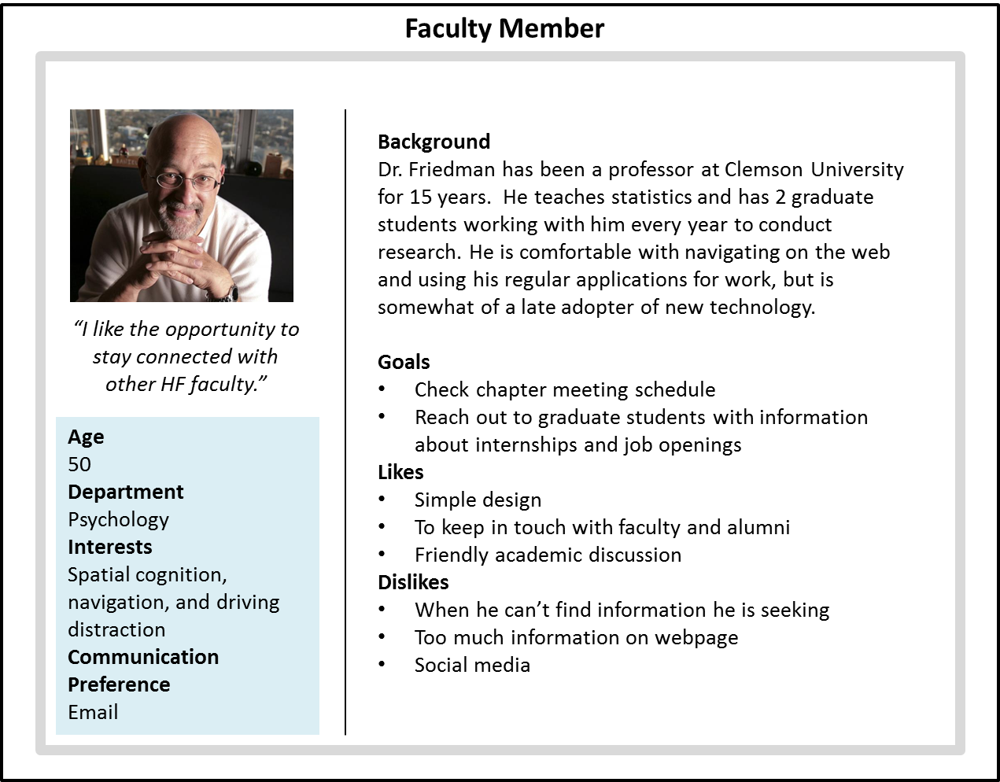 Faculty Member
“I like the opportunity to
stay connected with
other HF faculty.”
Age
50
Department
Psychology
Interests
Spatial cognition,
navigation, and driving
distraction
Communication
Preference
Email
Background
Dr. Friedman has been a professor at Clemson University
for 15 years.  He teaches statistics and has 2 graduate
students working with him every year to conduct
research. He is comfortable with navigating on the web
and using his regular applications for work, but is
somewhat of a late adopter of new technology.
Goals
• Check chapter meeting schedule
• Reach out to graduate students with information
about internships and job openings
Likes
• Simple design
• To keep in touch with faculty and alumni
• Friendly academic discussion
Dislikes
• When he can’t find information he is seeking
• Too much information on webpage
• Social media